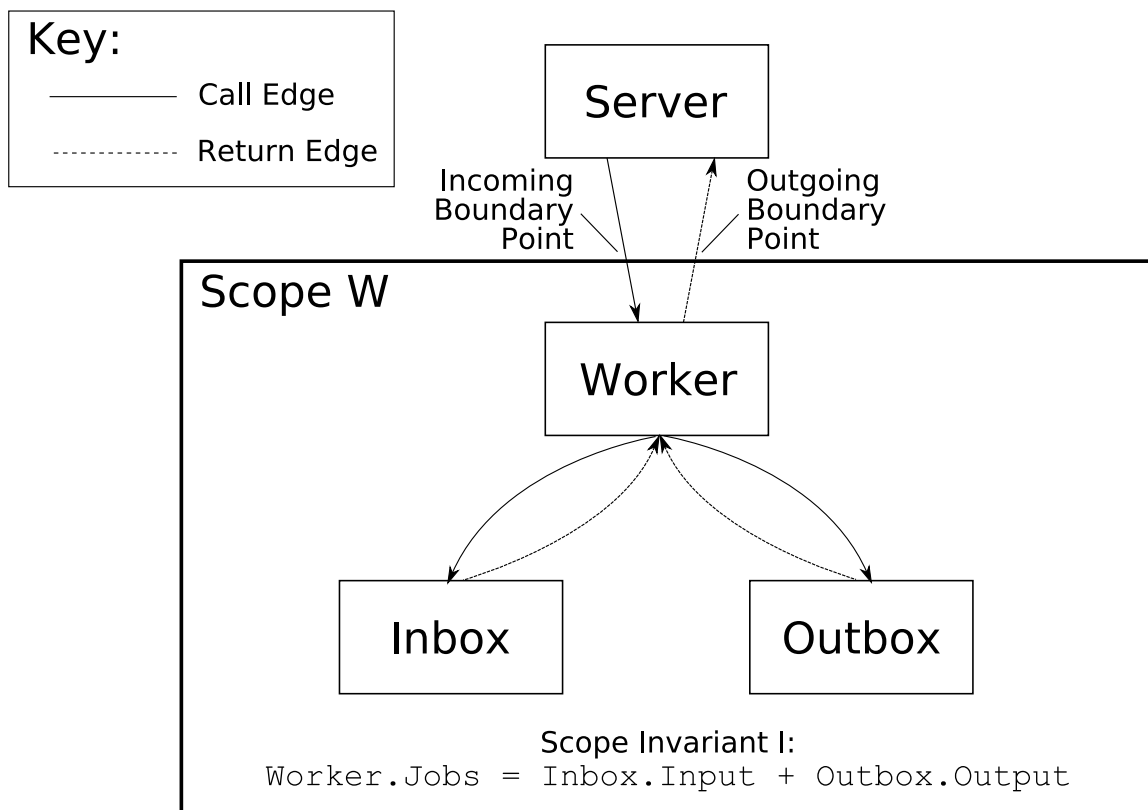 Key:
Call Edge
Return Edge
Server
Incoming
Boundary
Point
Outgoing
Boundary
Point
Scope W
Worker
Inbox
Outbox
Scope Invariant I:
Worker.Jobs = Inbox.Input + Outbox.Output